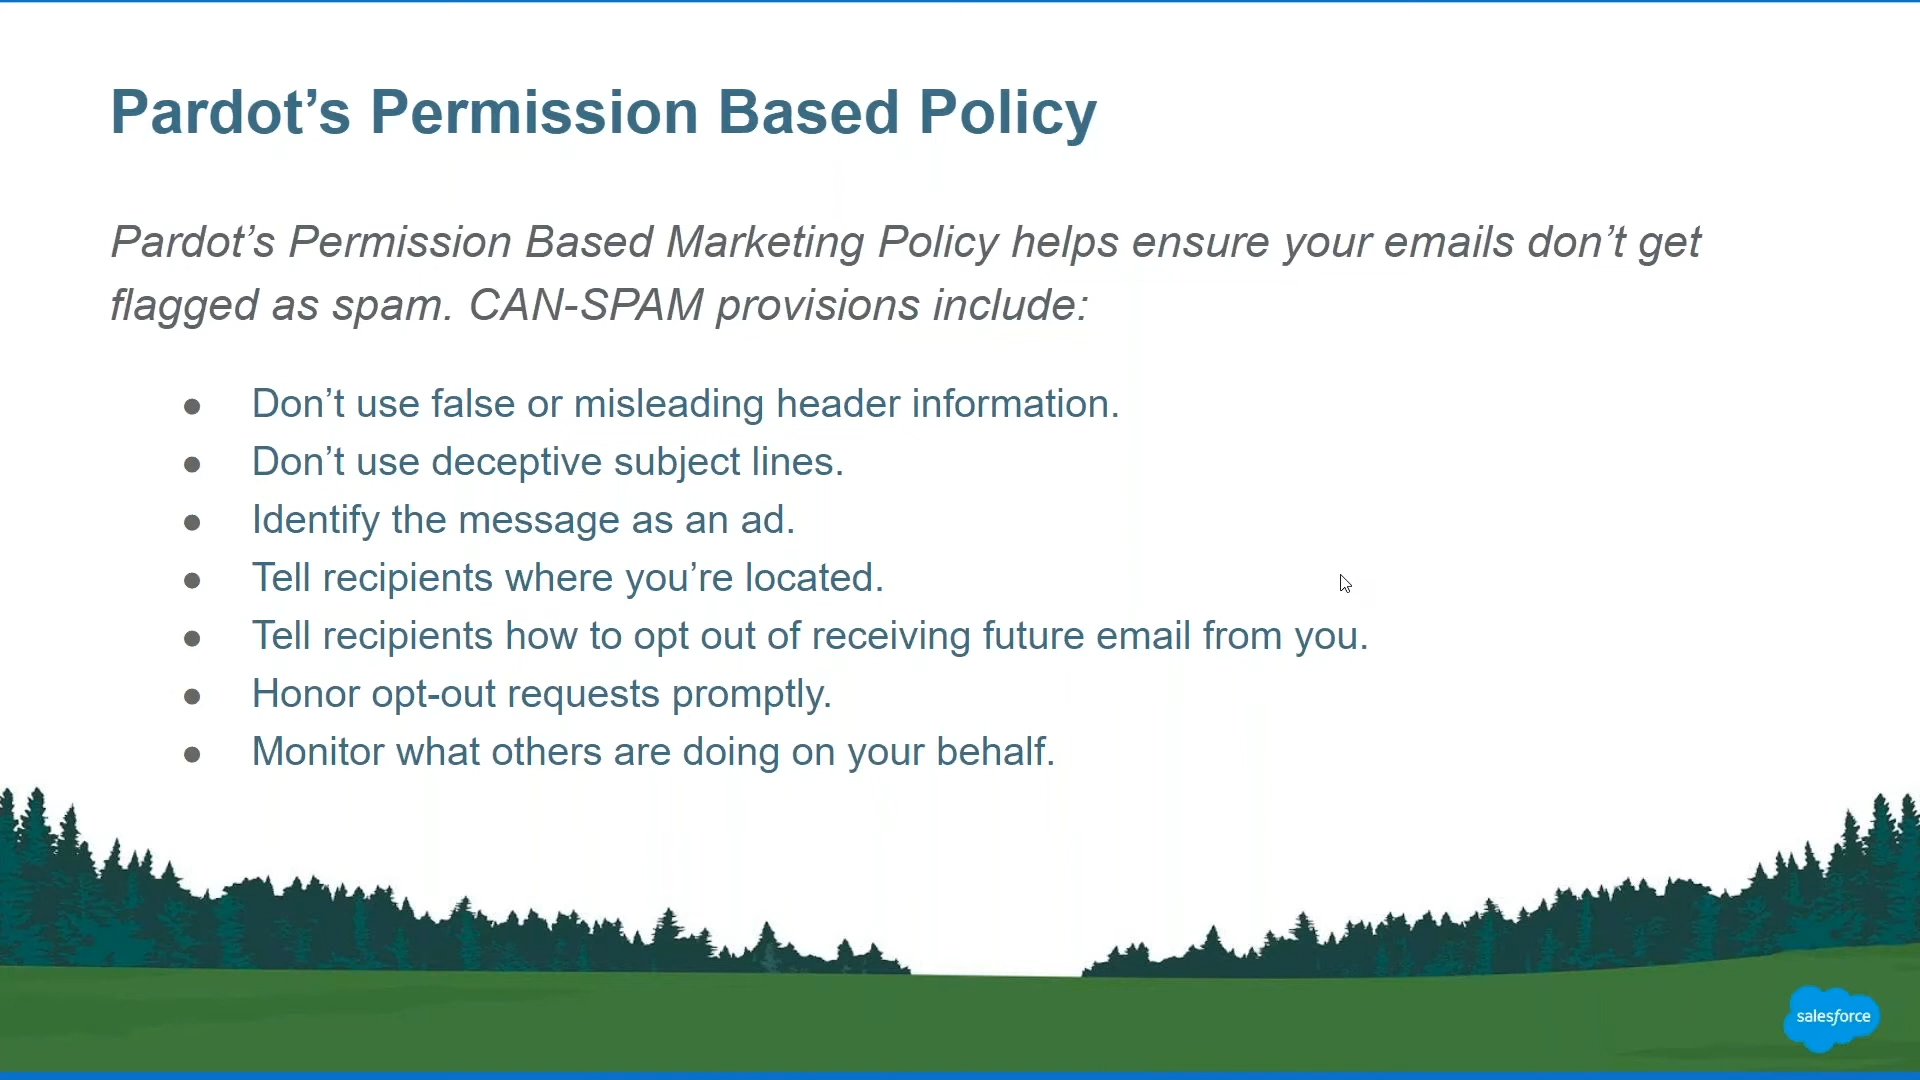 Pardot’s Permission Based Policy
Pardot’s Permission Based Marketing Policy helps ensure your emails don’t get
flagged as spam. CAN-SPAM provisions include:
● Don’t use false or misleading header information.
● Don’t use deceptive subject lines.
● Identify the message as an ad.
● Tell recipients where you’re located.
● Tell recipients how to opt out of receiving future email from you.
● Honor opt-out requests promptly.
● Monitor what others are doing on your behalf.
salesforce